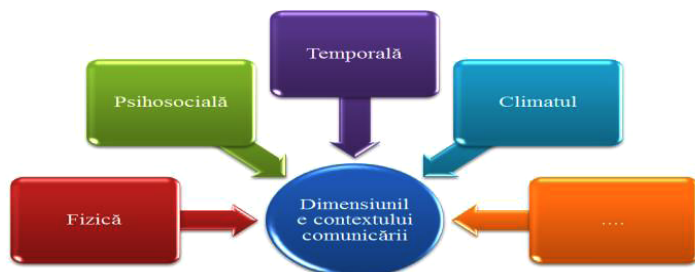 Temporală
Psihosocială
Climatul
Fizică
Dimensiunil
e contextului
comunicării
....